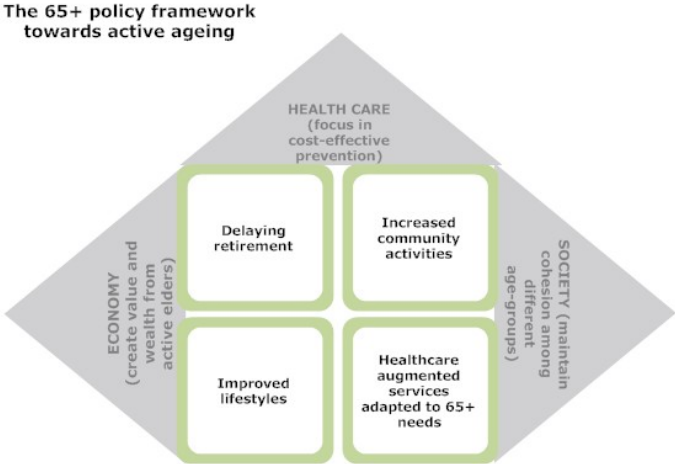 The 65+ policy framework
towards active ageing
HEALTH CARE
(focus in
cost-effective
prevention)
ECONOMY
(create value and
wealth from
active elders)
Delaying
retirement
Increased
community
activities
SOCIETY (maintain
cohesion among
different
age-groups)
Improved
lifestyles
Healthcare
augmented
services
adapted to 65+
needs